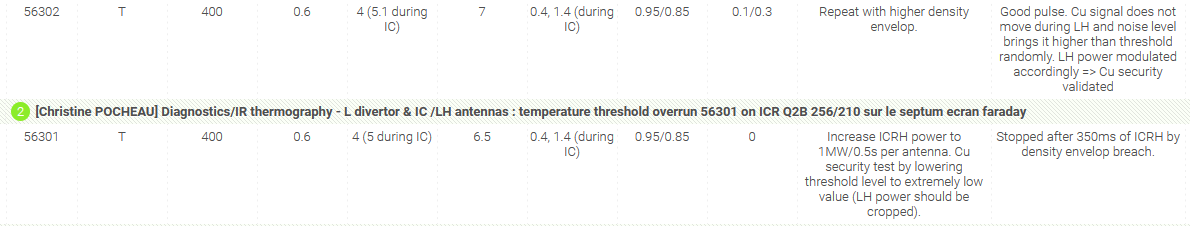 56302 T 400 0.6 4 (5.1 during 7 0.4, 1.4 (during 0.95/0.85 0.1/0.3 Repeat with higher density Good pulse. Cu signal does not
IC) IC) envelop. move during LH and noise level
brings it higher than threshold
randomly. LH power modulated
accordingly => Cu security
validated
2 [Christine POCHEAU] Diagnostics/IR thermography - L divertor & IC /LH antennas : temperature threshold overrun 56301 on ICR Q2B 256/210 sur le septum ecran faraday
56301 T 400 0.6 4 (5 during IC) 6.5 0.4, 1.4 (during 0.95/0.85 0 Increase ICRH power to Stopped after 350ms of ICRH by
IC) 1MW/0.5s per antenna. Cu density envelop breach.
security test by lowering
threshold level to extremely low
value (LH power should be
cropped).